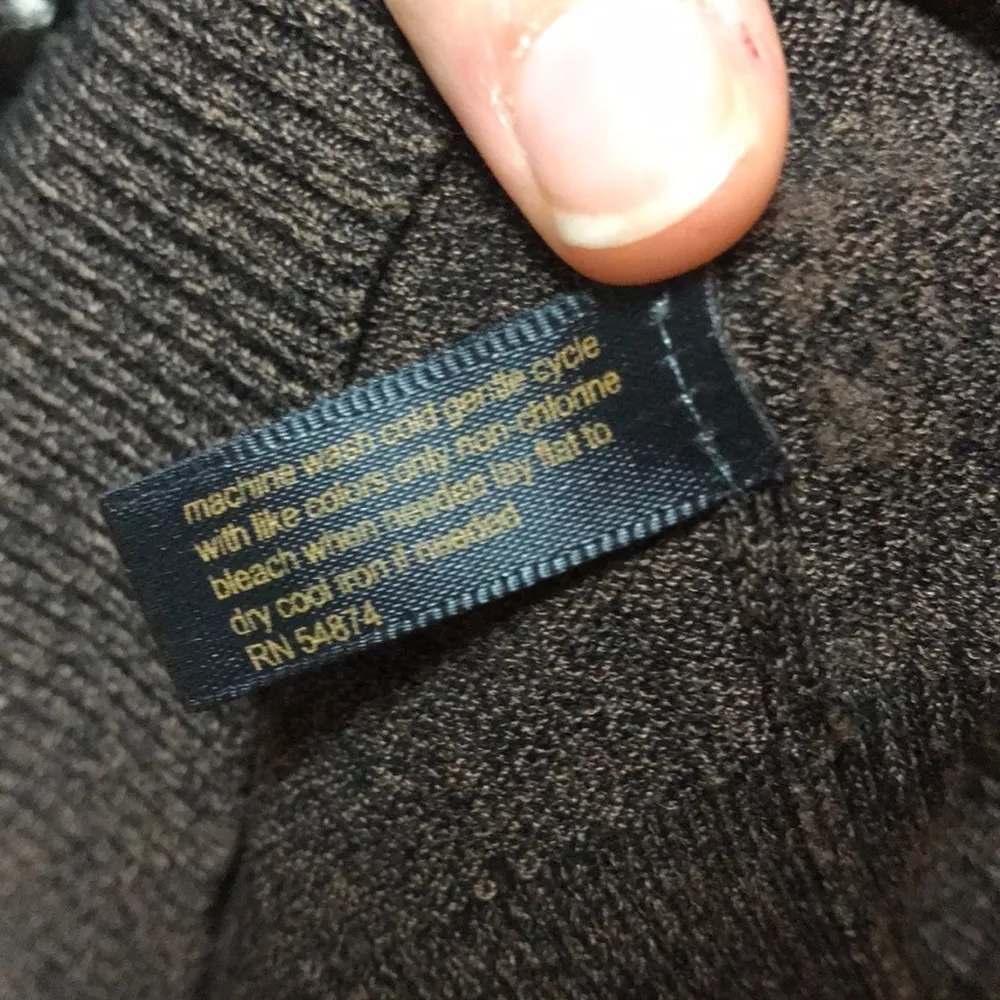 machine wash cold gentle cycle
with like colors only non-chlorine
bleach when needed lay flat to
dry cool iron if needed
RN 54874